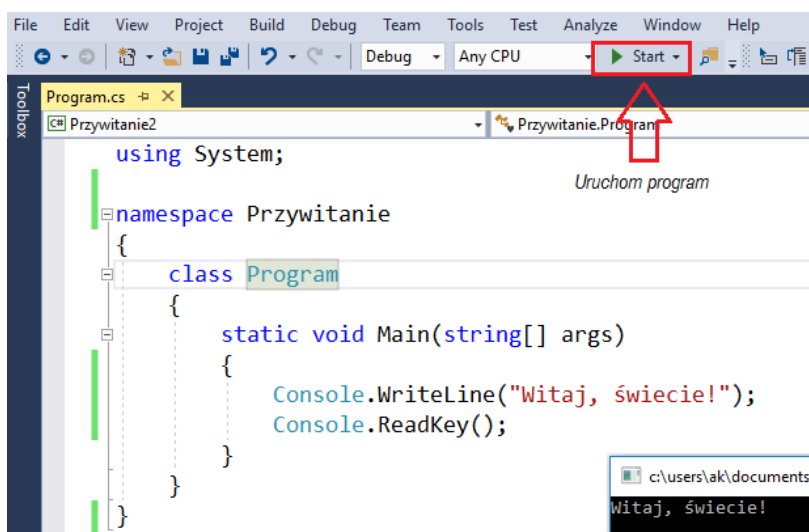 File Edit View Project Build Debug Team Tools Test Analyze Window Help
Debug Any CPU Start
Toolbox
Program.cs
C# Przywitanie2 Przywitanie.Program
using System;
Uruchom program
namespace Przywitanie
{
class Program
{
static void Main(string[] args)
{
Console.WriteLine("Witaj, świecie!");
Console.ReadKey();
}
}
}
c:\users\ak\documents
Witaj, świecie!